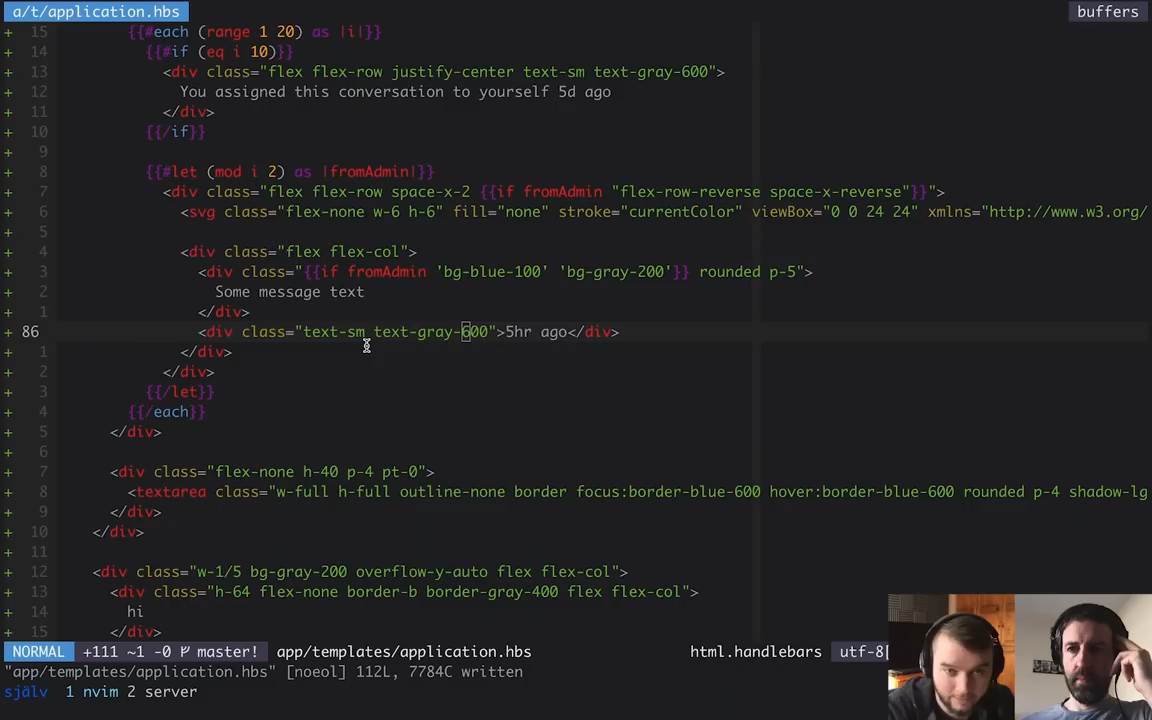 a/t/application.hbs buffers
+ 15 {{#each (range 1 20) as |i|}}
+ 14 {{#if (eq i 10)}}
+ 13 <div class="flex flex-row justify-center text-sm text-gray-600">
+ 12 You assigned this conversation to yourself 5d ago
+ 11 </div>
+ 10 {{/if}}
+ 9
+ 8 {{#let (mod i 2) as |fromAdmin|}}
+ 7 <div class="flex flex-row space-x-2 {{if fromAdmin "flex-row-reverse space-x-reverse"}}">
+ 6 <svg class="flex-none w-6 h-6" fill="none" stroke="currentColor" viewBox="0 0 24 24" xmlns="http://www.w3.org/
+ 5
+ 4 <div class="flex flex-col">
+ 3 <div class="{{if fromAdmin 'bg-blue-100' 'bg-gray-200'}} rounded p-5">
+ 2 Some message text
+ 1 </div>
+ 86 <div class="text-sm text-gray-600">5hr ago</div>
+ 1 </div>
+ 2 </div>
+ 3 {{/let}}
+ 4 {{/each}}
+ 5 </div>
+ 6
+ 7 <div class="flex-none h-40 p-4 pt-0">
+ 8 <textarea class="w-full h-full outline-none border focus:border-blue-600 hover:border-blue-600 rounded p-4 shadow-lg
+ 9 </div>
+ 10 </div>
+ 11
+ 12 <div class="w-1/5 bg-gray-200 overflow-y-auto flex flex-col">
+ 13 <div class="h-64 flex-none border-b border-gray-400 flex flex-col">
+ 14 hi
+ 15 </div>
NORMAL +111 ~1 -0 master! app/templates/application.hbs html.handlebars utf-8[
"app/templates/application.hbs" [noeol] 112L, 7784C written
själv 1 nvim 2 server